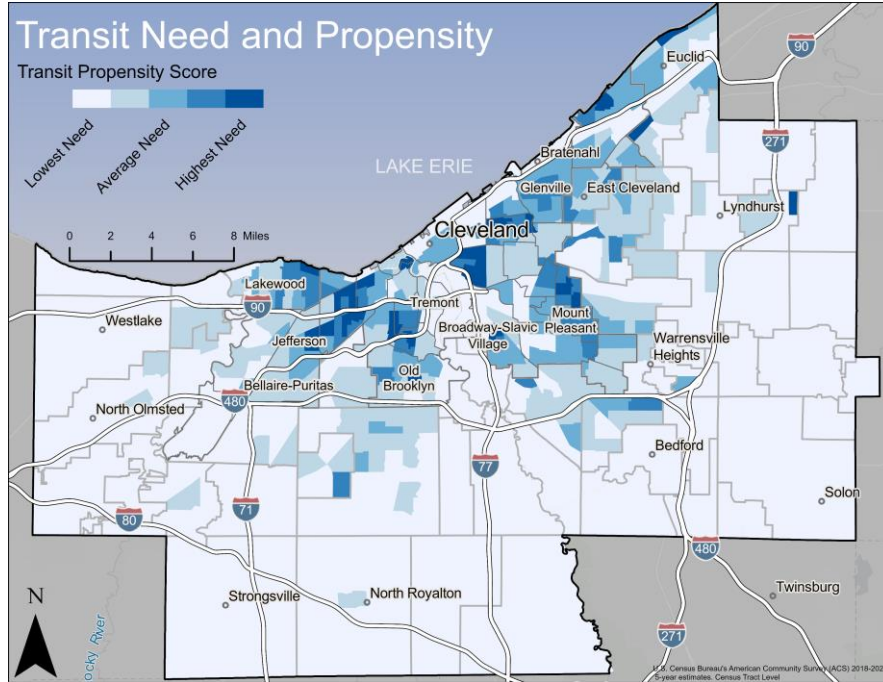 Transit Need and Propensity
Transit Propensity Score
Lowest Need
Average Need
Highest Need
LAKE ERIE
0 2 4 6 8 Miles
90
Euclid
271
Bratenahl
Glenville
East Cleveland
Lyndhurst
Cleveland
Lakewood
90
Tremont
Westlake
Jefferson
Broadway-Slavic
Village
Mount
Pleasant
Warrensville
Heights
Bellaire-Puritas
Old
Brooklyn
480
North Olmsted
Bedford
77
Solon
71
80
480
Strongsville
North Royalton
Twinsburg
N
271
ocky River
U.S. Census Bureau's American Community Survey (ACS) 2018-202
5-year estimates. Census Tract Level